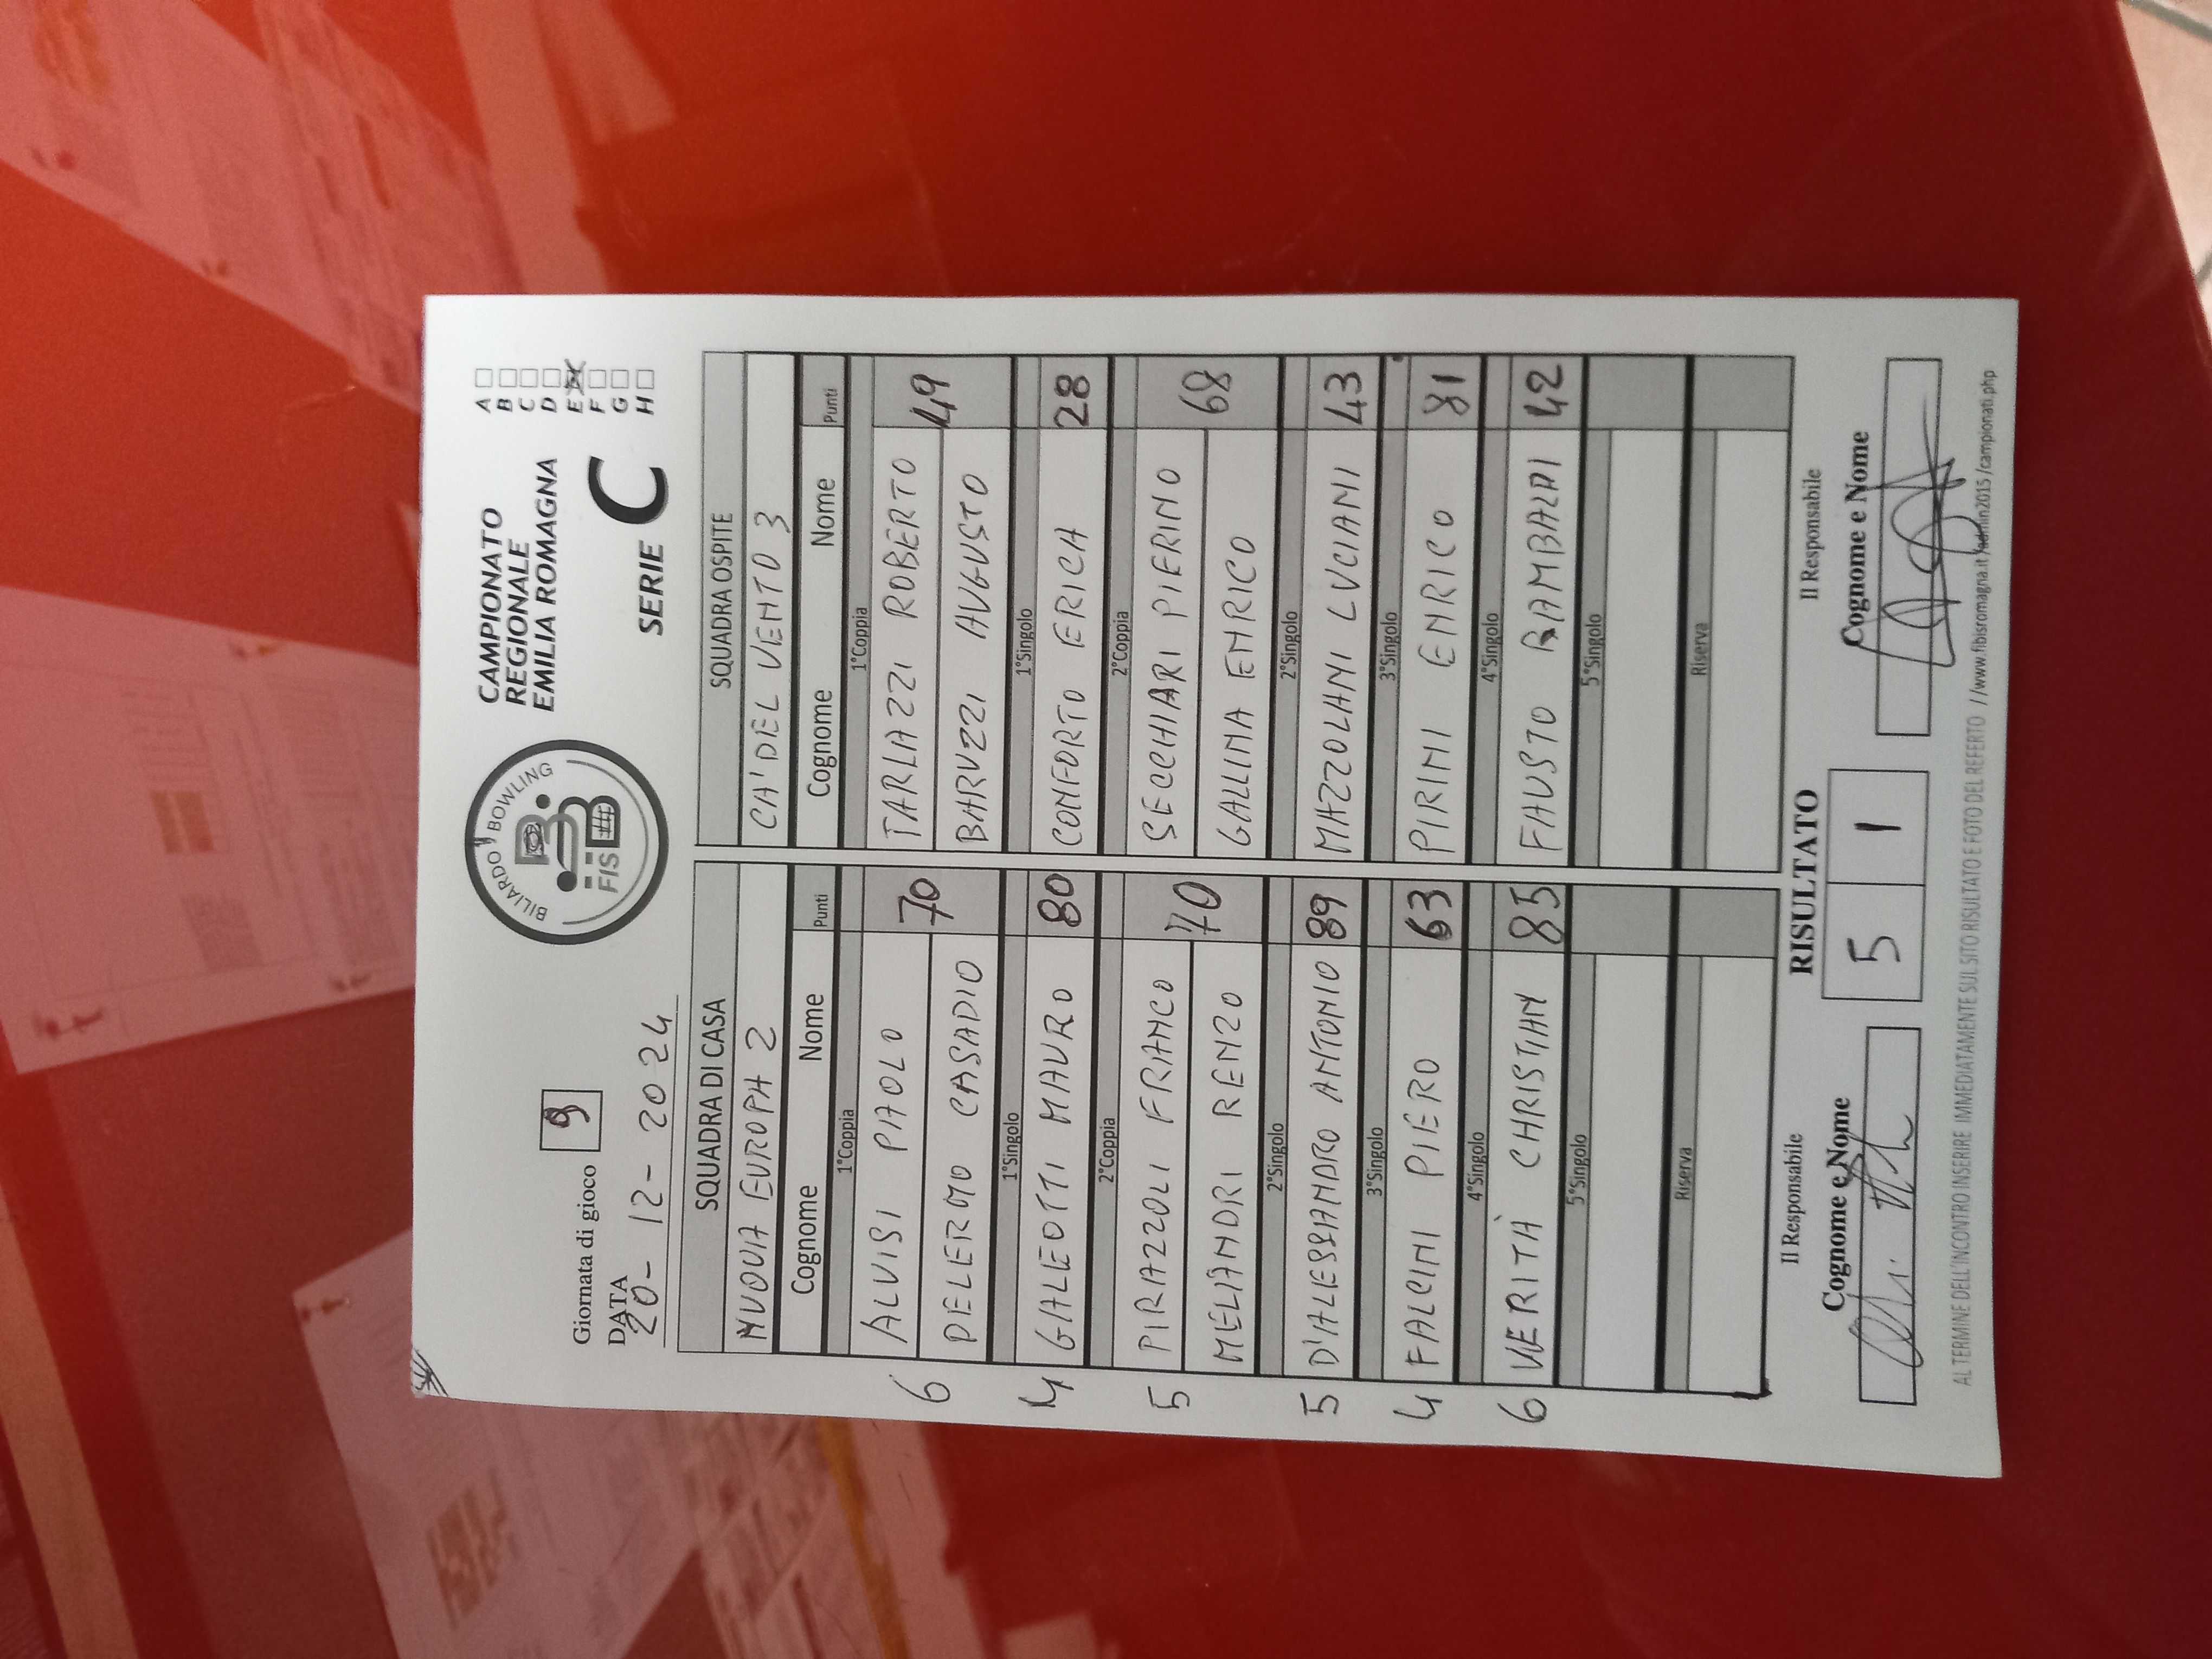 BILIARDO BOWLING
FISBB
CAMPIONATO
REGIONALE
EMILIA ROMAGNA
SERIE C
A
B
C
D
E
F
G
H
Giornata di gioco 9
DATA
20-12-2024
SQUADRA DI CASA SQUADRA OSPITE
NUOVA EUROPA 2 CA' DEL VENTO 3
Cognome Nome Punti Cognome Nome Punti
1°Coppia 1°Coppia
6 ALVISI PAOLO 70 TARLAZZI ROBERTO 49
PELERMO CASADIO BARUZZI AUGUSTO
1°Singolo 1°Singolo
4 GALEOTTI MAURO 80 CONFORTO ERICA 28
2°Coppia 2°Coppia
5 PIRAZZOLI FRANCO 70 SECCHIARI PIERINO 68
MELANDRI RENZO GALLINA ENRICO
2°Singolo 2°Singolo
5 D'ALESSANDRO ANTONIO 89 MAZZOLANI LUCIANI 43
3°Singolo 3°Singolo
4 FALCINI PIERO 63 PIRINI ENRICO 81
4°Singolo 4°Singolo
6 VERITÀ CHRISTIAN 85 FAUSTO RAMBALDI 42
5°Singolo 5°Singolo
Riserva Riserva
Il Responsabile RISULTATO Il Responsabile
Cognome e Nome 5 1 Cognome e Nome
AL TERMINE DELL'INCONTRO INSERIRE IMMEDIATAMENTE SUL SITO RISULTATO E FOTO DEL REFERTO //www.fibisromagna.it/admin2015/campionati.php